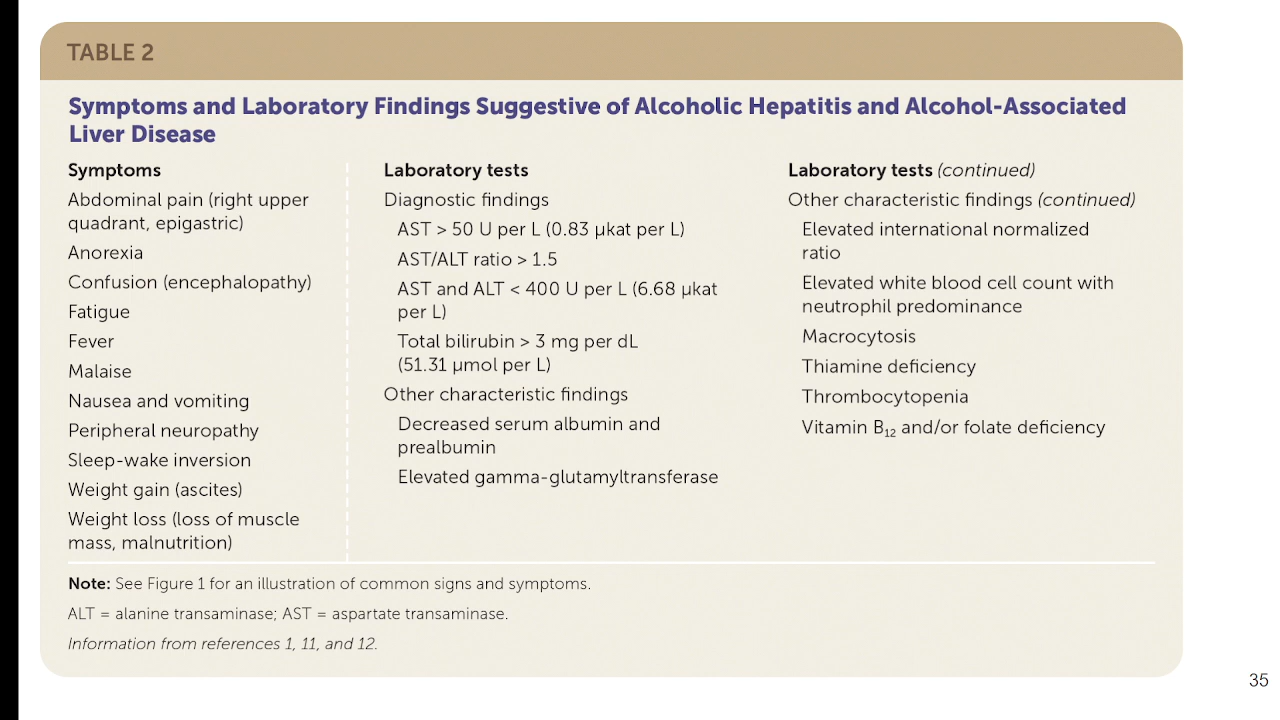 TABLE 2
Symptoms and Laboratory Findings Suggestive of Alcoholic Hepatitis and Alcohol-Associated
Liver Disease
Symptoms
Abdominal pain (right upper
quadrant, epigastric)
Anorexia
Confusion (encephalopathy)
Fatigue
Fever
Malaise
Nausea and vomiting
Peripheral neuropathy
Sleep-wake inversion
Weight gain (ascites)
Weight loss (loss of muscle
mass, malnutrition)
Laboratory tests
Diagnostic findings
AST > 50 U per L (0.83 µkat per L)
AST/ALT ratio > 1.5
AST and ALT < 400 U per L (6.68 µkat
per L)
Total bilirubin > 3 mg per dL
(51.31 µmol per L)
Other characteristic findings
Decreased serum albumin and
prealbumin
Elevated gamma-glutamyltransferase
Laboratory tests (continued)
Other characteristic findings (continued)
Elevated international normalized
ratio
Elevated white blood cell count with
neutrophil predominance
Macrocytosis
Thiamine deficiency
Thrombocytopenia
Vitamin B₁₂ and/or folate deficiency
Note: See Figure 1 for an illustration of common signs and symptoms.
ALT = alanine transaminase; AST = aspartate transaminase.
Information from references 1, 11, and 12.
35